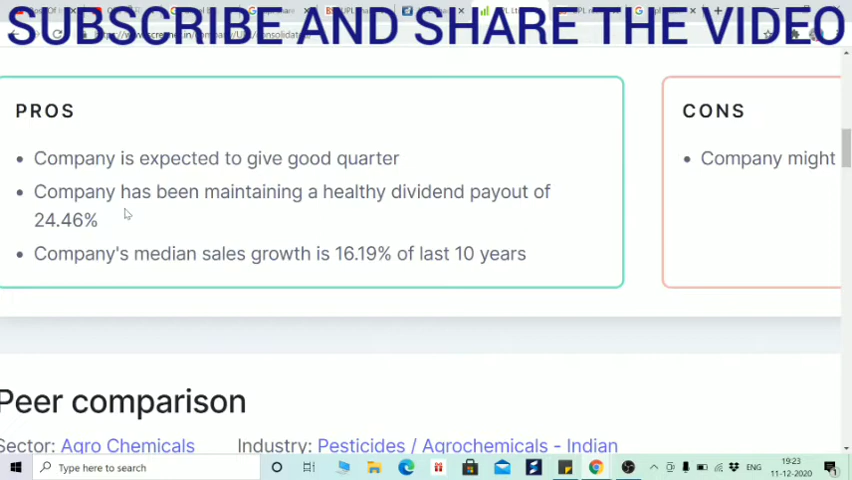 SUBSCRIBE AND SHARE THE VIDEO
PROS
Company is expected to give good quarter
Company has been maintaining a healthy dividend payout of
24.46%
Company's median sales growth is 16.19% of last 10 years
CONS
Company might
Peer comparison
Sector: Agro Chemicals Industry: Pesticides / Agrochemicals - Indian
Type here to search
ENG
19:23
11-12-2020